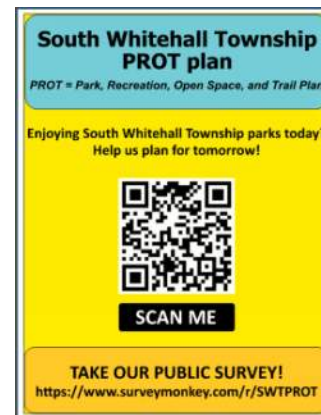 South Whitehall Township
PROT plan
PROT = Park, Recreation, Open Space, and Trail Plan
Enjoying South Whitehall Township parks today?
Help us plan for tomorrow!
SCAN ME
TAKE OUR PUBLIC SURVEY!
https://www.surveymonkey.com/r/SWTPROT